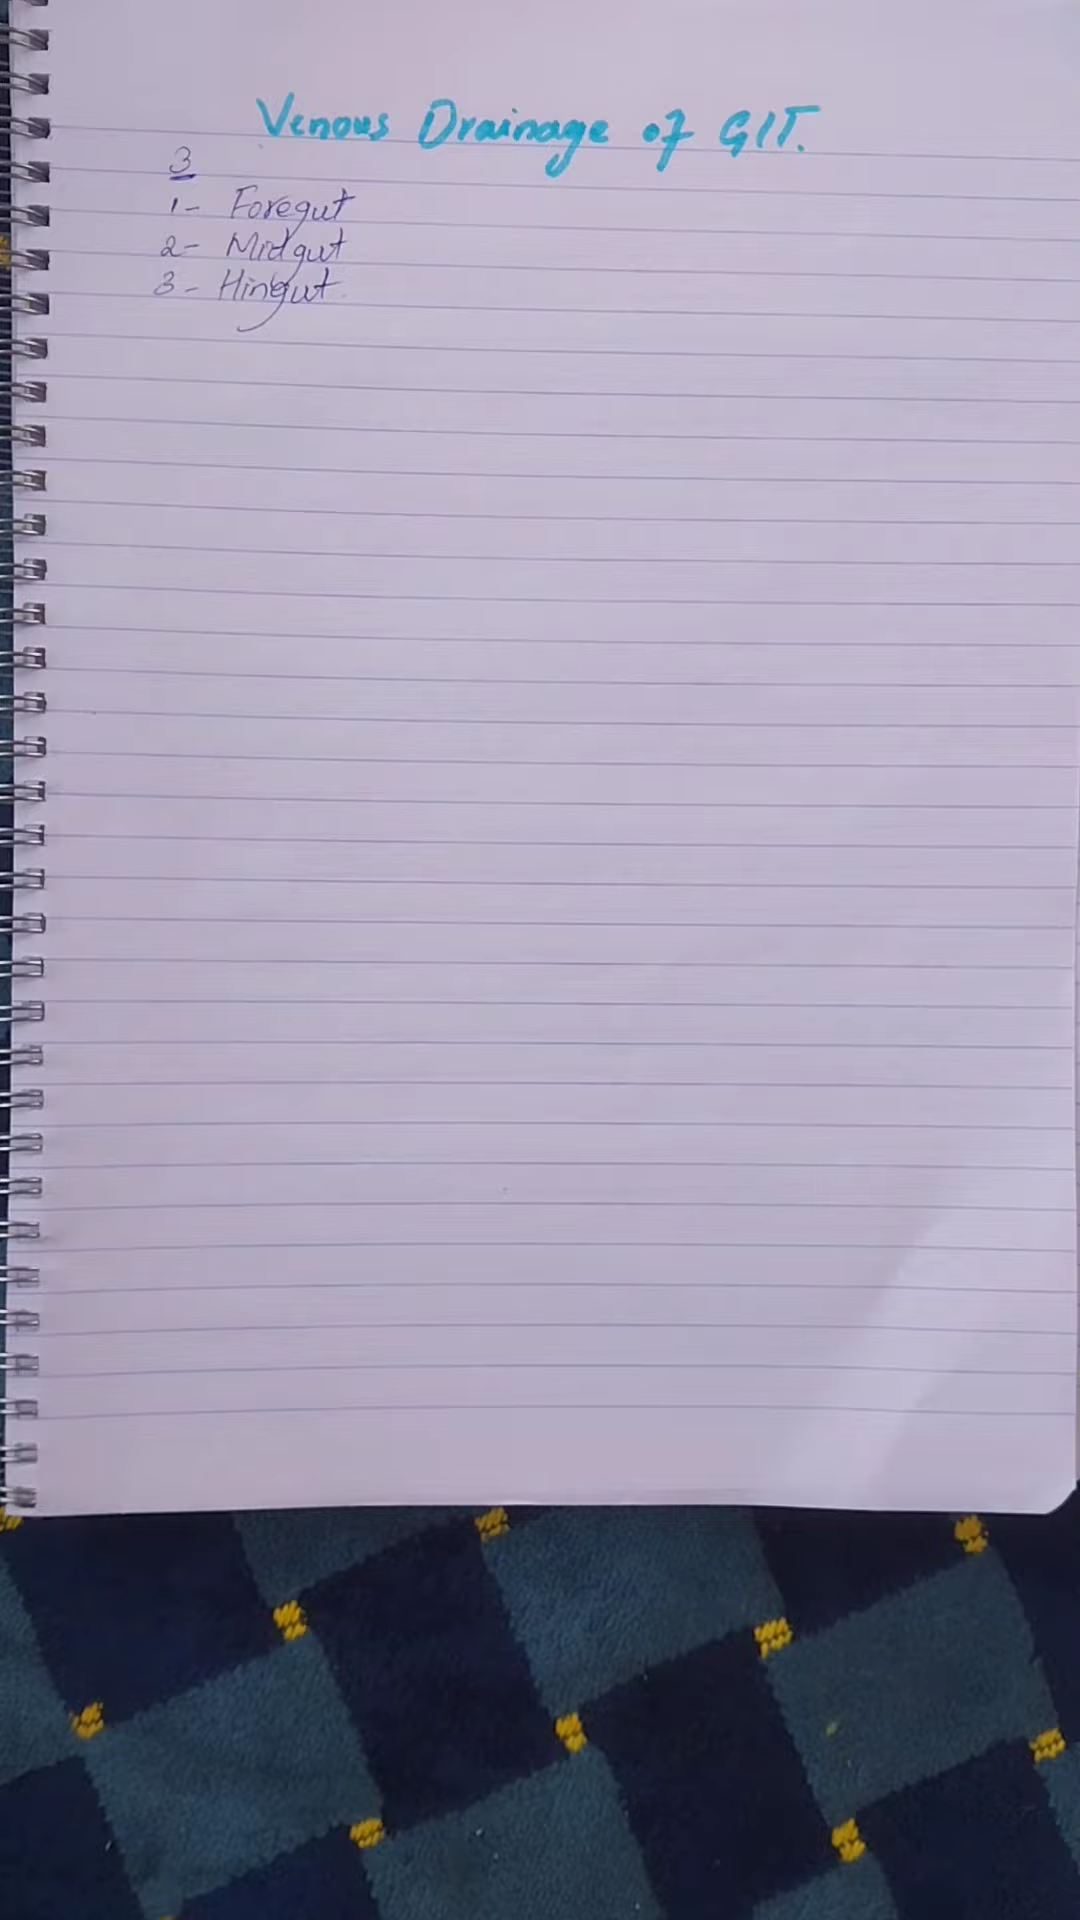 Venous Drainage of GIT.
3
1- Foregut
2- Midgut
3- Hingut.